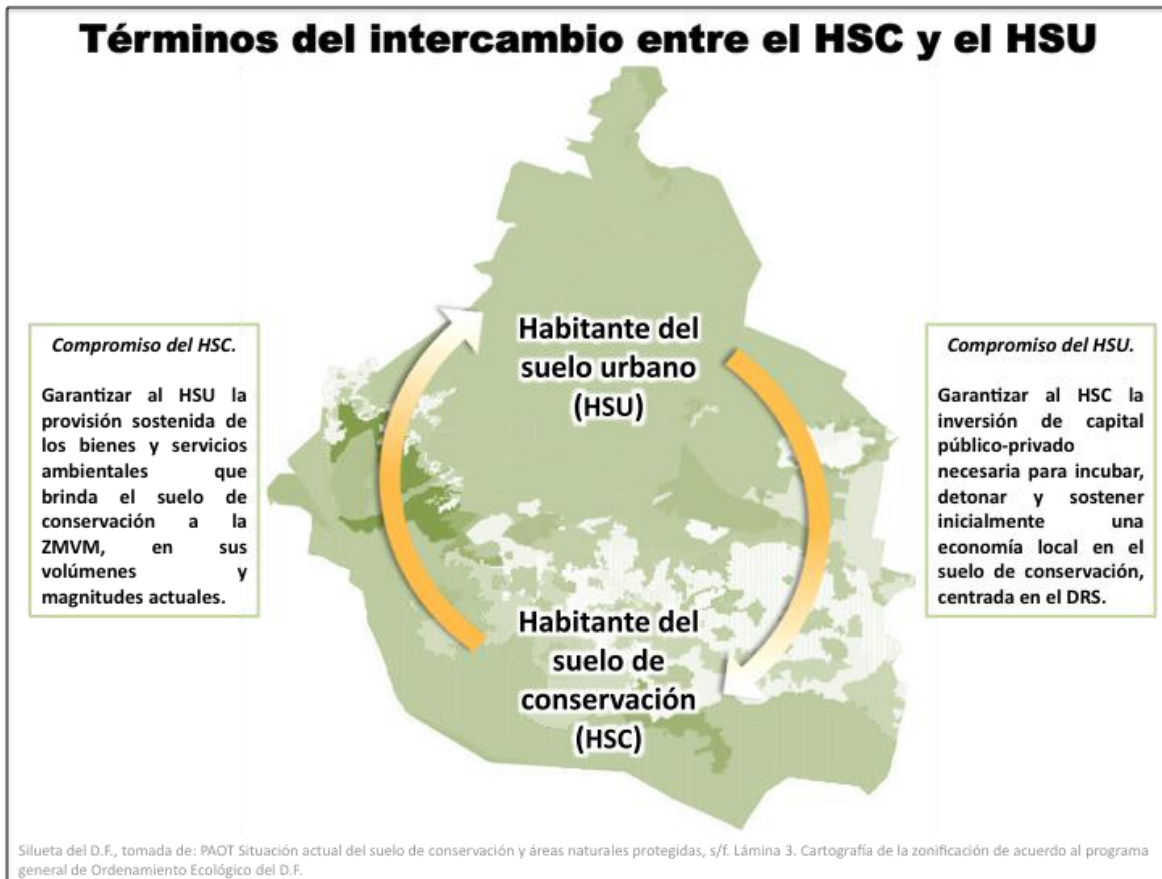 Términos del intercambio entre el HSC y el HSU
Compromiso del HSC.
Garantizar al HSU la
provisión sostenida de
los bienes y servicios
ambientales que
brinda el suelo de
conservación a la
ZMVM, en sus
volúmenes y
magnitudes actuales.
Habitante del
suelo urbano
(HSU)
Habitante del
suelo de
conservación
(HSC)
Compromiso del HSU.
Garantizar al HSC la
inversión de capital
público-privado
necesaria para incubar,
detonar y sostener
inicialmente una
economía local en el
suelo de conservación,
centrada en el DRS.
Silueta del D.F., tomada de: PAOT Situación actual del suelo de conservación y áreas naturales protegidas, s/f. Lámina 3. Cartografía de la zonificación de acuerdo al programa
general de Ordenamiento Ecológico del D.F.